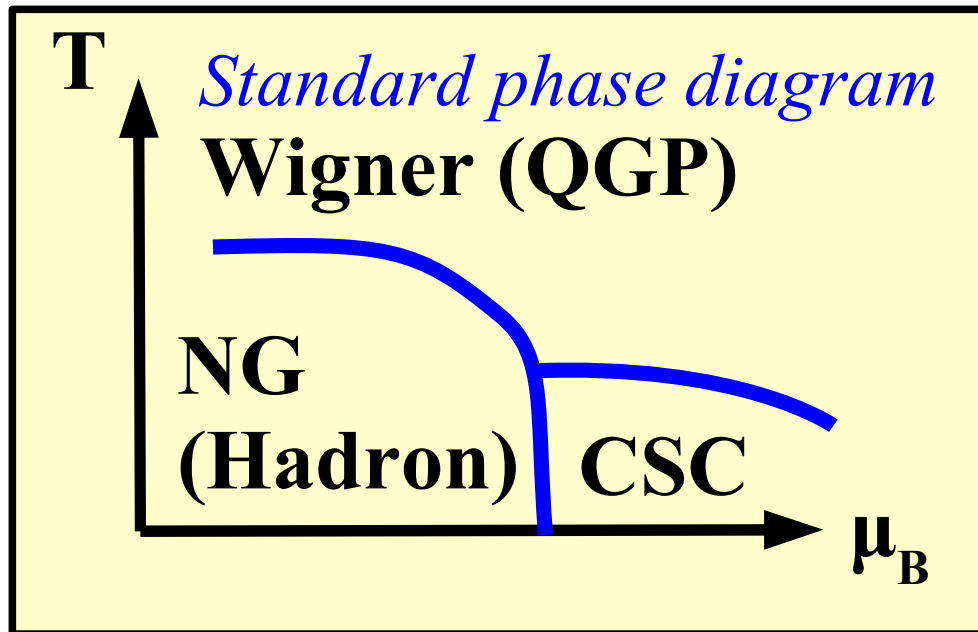 T
Standard phase diagram
Wigner (QGP)
NG
(Hadron)
CSC
μB